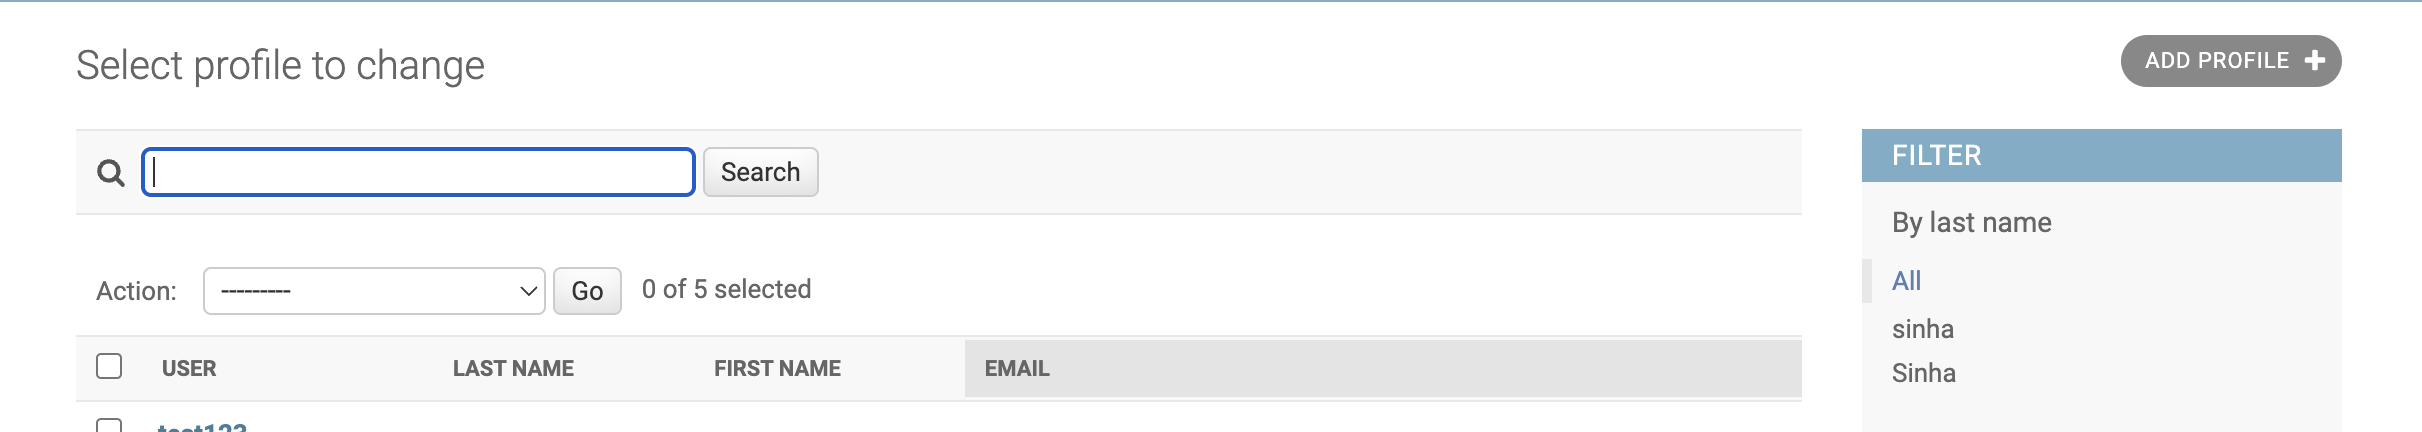 Select profile to change
ADD PROFILE +
Search
FILTER
By last name
All
sinha
Sinha
Action: --------- Go 0 of 5 selected
USER LAST NAME FIRST NAME EMAIL
test123